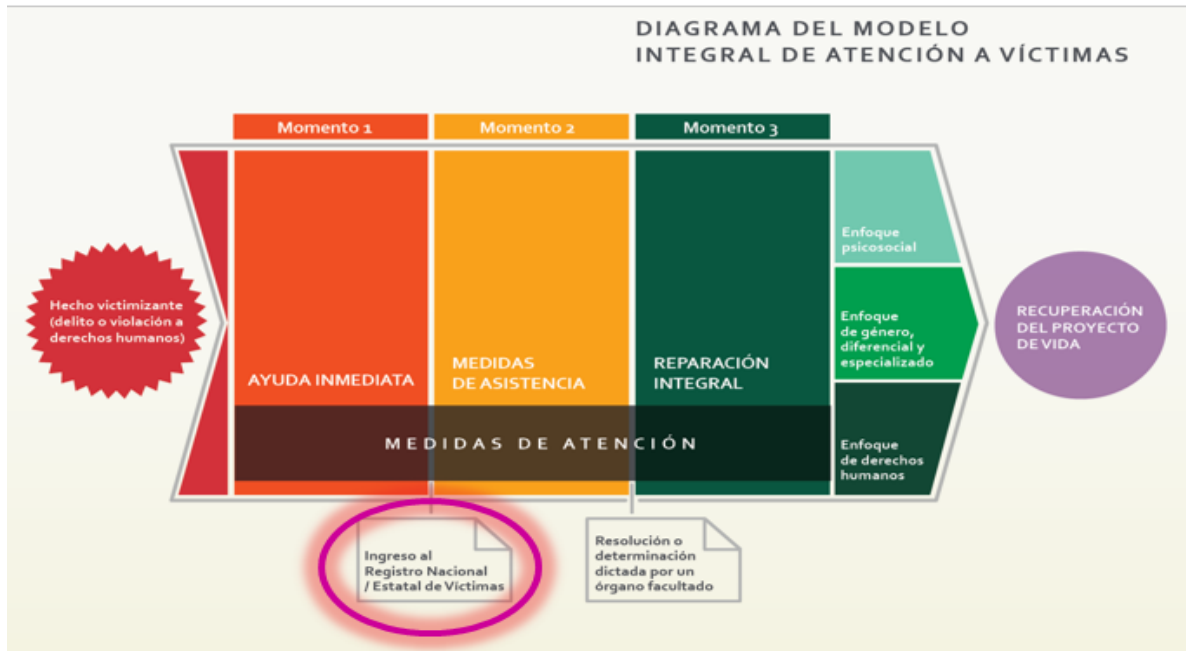 DIAGRAMA DEL MODELO
INTEGRAL DE ATENCIÓN A VÍCTIMAS
Momento 1
Momento 2
Momento 3
Hecho victimizante
(delito o violación a
derechos humanos)
AYUDA INMEDIATA
MEDIDAS
DE ASISTENCIA
REPARACIÓN
INTEGRAL
MEDIDAS DE ATENCIÓN
Enfoque
psicosocial
Enfoque
de género,
diferencial y
especializado
Enfoque
de derechos
humanos
RECUPERACIÓN
DEL PROYECTO
DE VIDA
Ingreso al
Registro Nacional
/ Estatal de Víctimas
Resolución o
determinación
dictada por un
órgano facultado